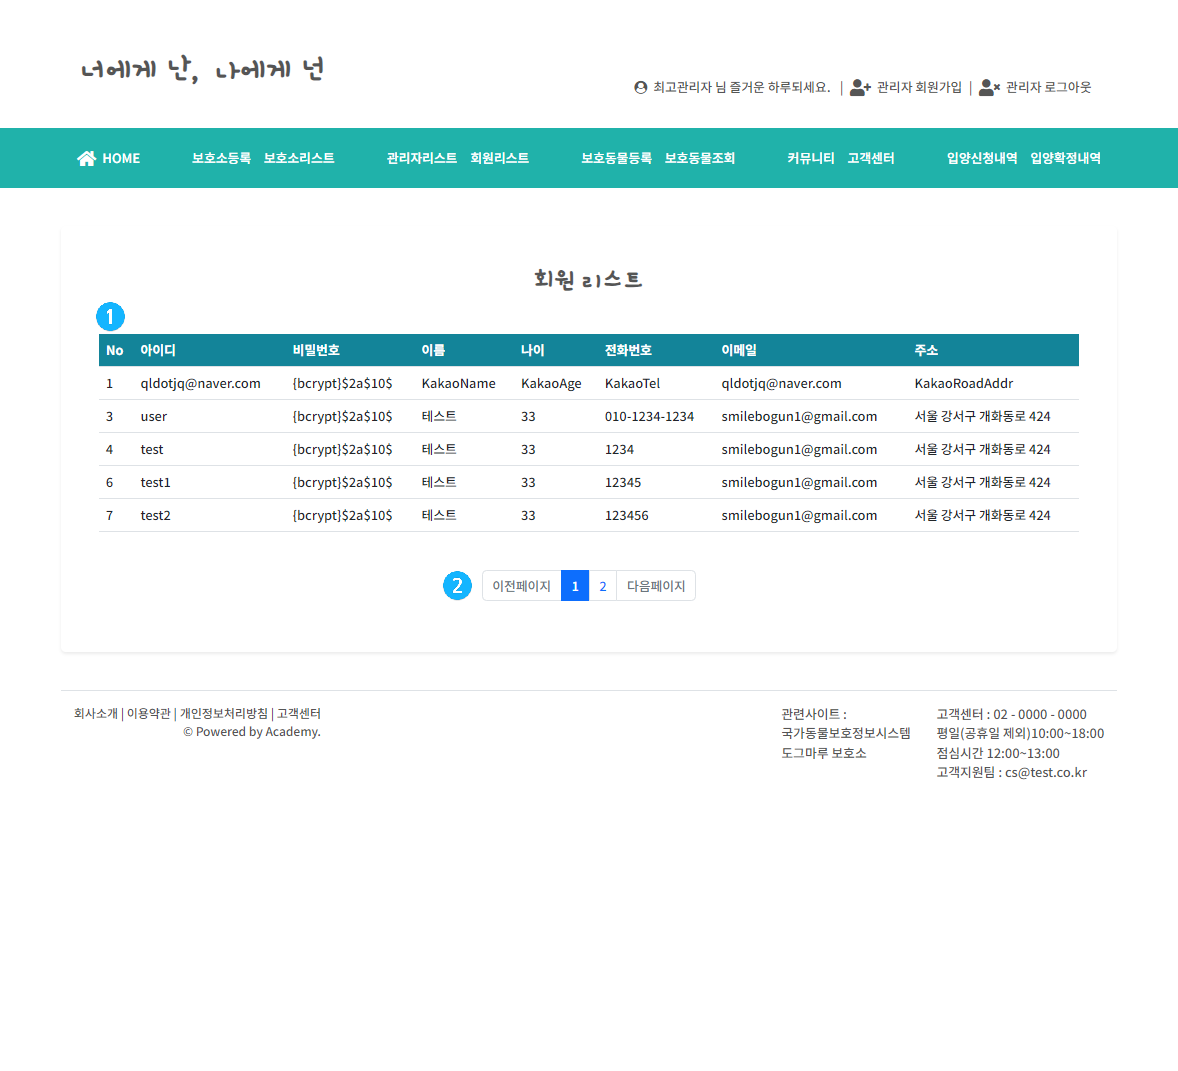 너에게 난, 나에게 넌
최고관리자 님 즐거운 하루되세요. | 관리자 회원가입 | 관리자 로그아웃
HOME 보호소등록 보호소리스트 관리자리스트 회원리스트 보호동물등록 보호동물조회 커뮤니티 고객센터 입양신청내역 입양확정내역
회원 리스트
1
No 아이디 비밀번호 이름 나이 전화번호 이메일 주소
1 qldotjq@naver.com {bcrypt}$2a$10$ KakaoName KakaoAge KakaoTel qldotjq@naver.com KakaoRoadAddr
3 user {bcrypt}$2a$10$ 테스트 33 010-1234-1234 smilebogun1@gmail.com 서울 강서구 개화동로 424
4 test {bcrypt}$2a$10$ 테스트 33 1234 smilebogun1@gmail.com 서울 강서구 개화동로 424
6 test1 {bcrypt}$2a$10$ 테스트 33 12345 smilebogun1@gmail.com 서울 강서구 개화동로 424
7 test2 {bcrypt}$2a$10$ 테스트 33 123456 smilebogun1@gmail.com 서울 강서구 개화동로 424
2 이전페이지 1 2 다음페이지
회사소개 | 이용약관 | 개인정보처리방침 | 고객센터
© Powered by Academy.
관련사이트 :
국가동물보호정보시스템
도그마루 보호소
고객센터 : 02 - 0000 - 0000
평일(공휴일 제외)10:00~18:00
점심시간 12:00~13:00
고객지원팀 : cs@test.co.kr